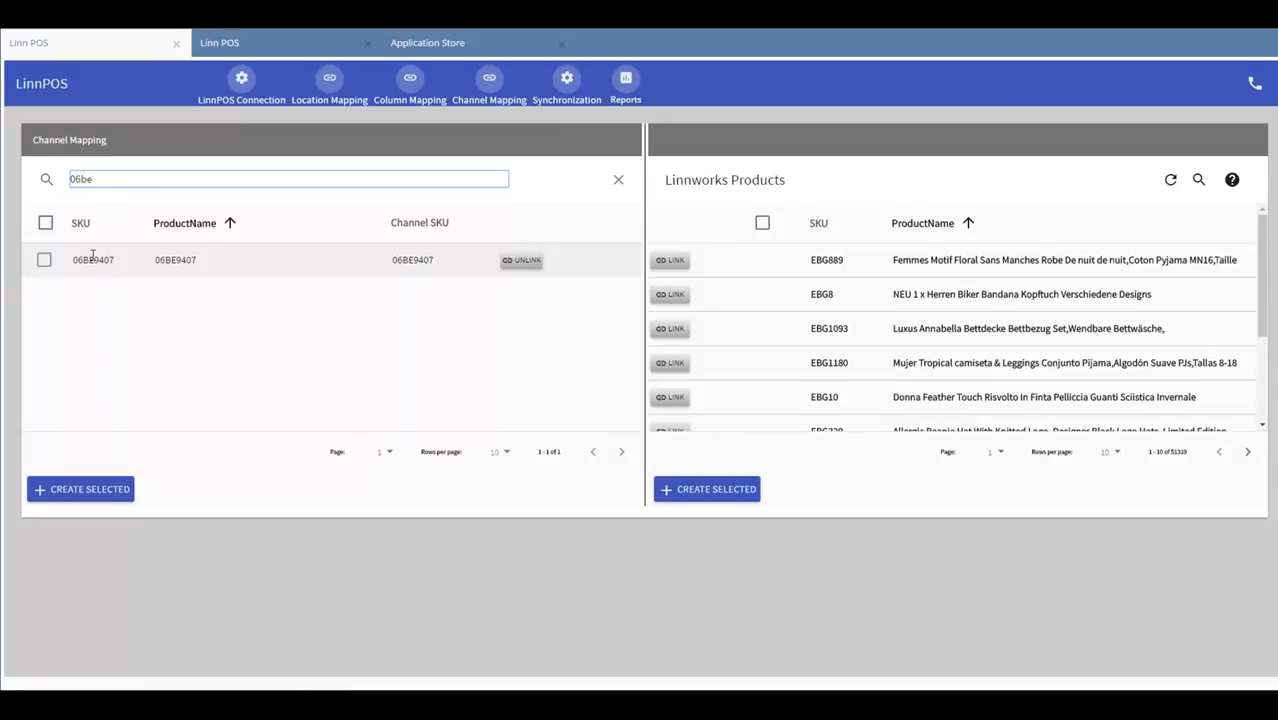 Linn POS
Linn POS
Application Store
LinnPOS
LinnPOS Connection
Location Mapping
Column Mapping
Channel Mapping
Synchronization
Reports
Channel Mapping
06be
SKU ProductName Channel SKU
06BE9407 06BE9407 06BE9407 UNLINK
Page: 1 Rows per page: 10 1-1 of 1
CREATE SELECTED
Linnworks Products
SKU ProductName
LINK EBG889 Femmes Motif Floral Sans Manches Robe De nuit de nuit,Coton Pyjama MN16,Taille
LINK EBG8 NEU 1 x Herren Biker Bandana Kopftuch Verschiedene Designs
LINK EBG1093 Luxus Annabella Bettdecke Bettbezug Set,Wendbare Bettwäsche,
LINK EBG1180 Mujer Tropical camiseta & Leggings Conjunto Pijama,Algodón Suave PJs,Tallas 8-18
LINK EBG10 Donna Feather Touch Risvolto In Finta Pelliccia Guanti Sciistica Invernale
Page: 1 Rows per page: 10 1 - 10 of 51319
CREATE SELECTED